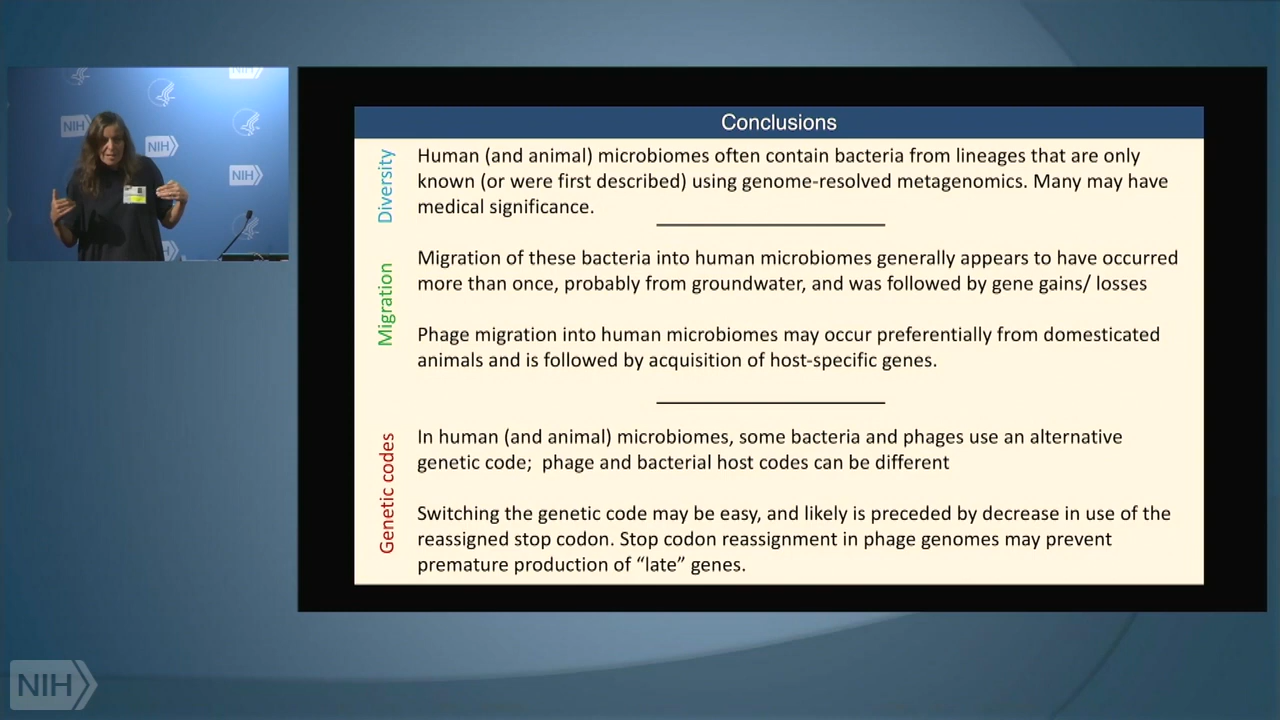 NIH
NIH
NIH
NIH
Conclusions
Diversity
Human (and animal) microbiomes often contain bacteria from lineages that are only
known (or were first described) using genome-resolved metagenomics. Many may have
medical significance.
Migration
Migration of these bacteria into human microbiomes generally appears to have occurred
more than once, probably from groundwater, and was followed by gene gains/ losses
Phage migration into human microbiomes may occur preferentially from domesticated
animals and is followed by acquisition of host-specific genes.
Genetic codes
In human (and animal) microbiomes, some bacteria and phages use an alternative
genetic code;  phage and bacterial host codes can be different
Switching the genetic code may be easy, and likely is preceded by decrease in use of the
reassigned stop codon. Stop codon reassignment in phage genomes may prevent
premature production of “late” genes.
NIH